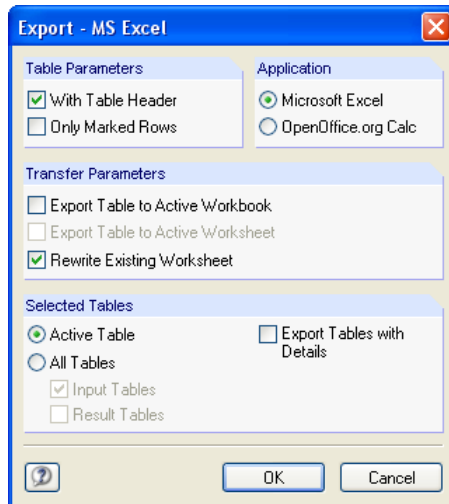 Export - MS Excel
Table Parameters
With Table Header
Only Marked Rows
Application
Microsoft Excel
OpenOffice.org Calc
Transfer Parameters
Export Table to Active Workbook
Export Table to Active Worksheet
Rewrite Existing Worksheet
Selected Tables
Active Table
All Tables
Input Tables
Result Tables
Export Tables with
Details
OK
Cancel